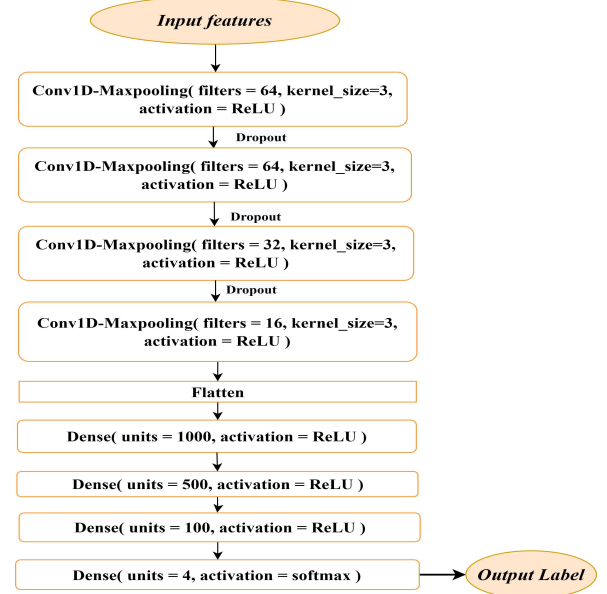 Input features
Conv1D-Maxpooling( filters = 64, kernel_size=3,
activation = ReLU )
Dropout
Conv1D-Maxpooling( filters = 64, kernel_size=3,
activation = ReLU )
Dropout
Conv1D-Maxpooling( filters = 32, kernel_size=3,
activation = ReLU )
Dropout
Conv1D-Maxpooling( filters = 16, kernel_size=3,
activation = ReLU )
Flatten
Dense( units = 1000, activation = ReLU )
Dense( units = 500, activation = ReLU )
Dense( units = 100, activation = ReLU )
Dense( units = 4, activation = softmax )
Output Label